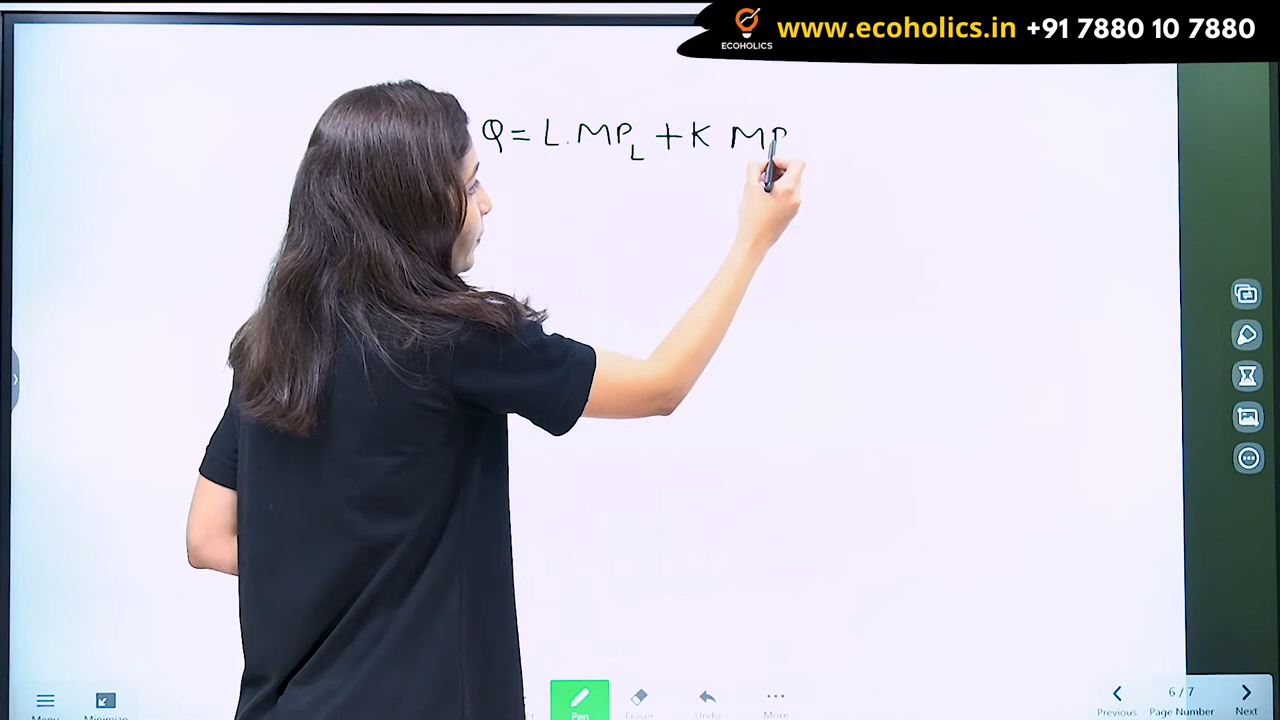 ECOHOLICS
www.ecoholics.in +91 7880 10 7880
Q = L.MP_L + K MP
Menu
Minimize
Pen
Eraser
Undo
More
Previous
6 / 7
Page Number
Next